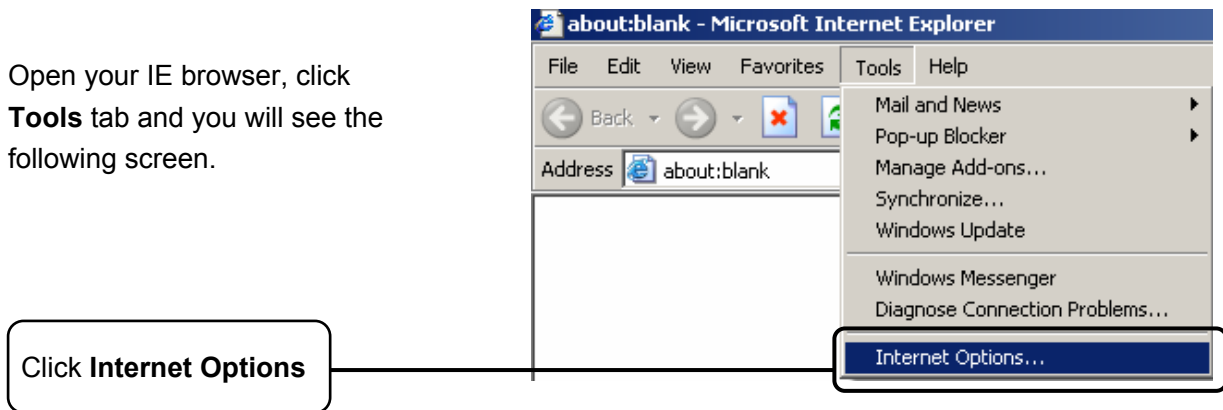 Open your IE browser, click
Tools tab and you will see the
following screen.
Click Internet Options
about:blank - Microsoft Internet Explorer
File Edit View Favorites Tools Help
Back
Address about:blank
Mail and News
Pop-up Blocker
Manage Add-ons...
Synchronize...
Windows Update
Windows Messenger
Diagnose Connection Problems...
Internet Options...